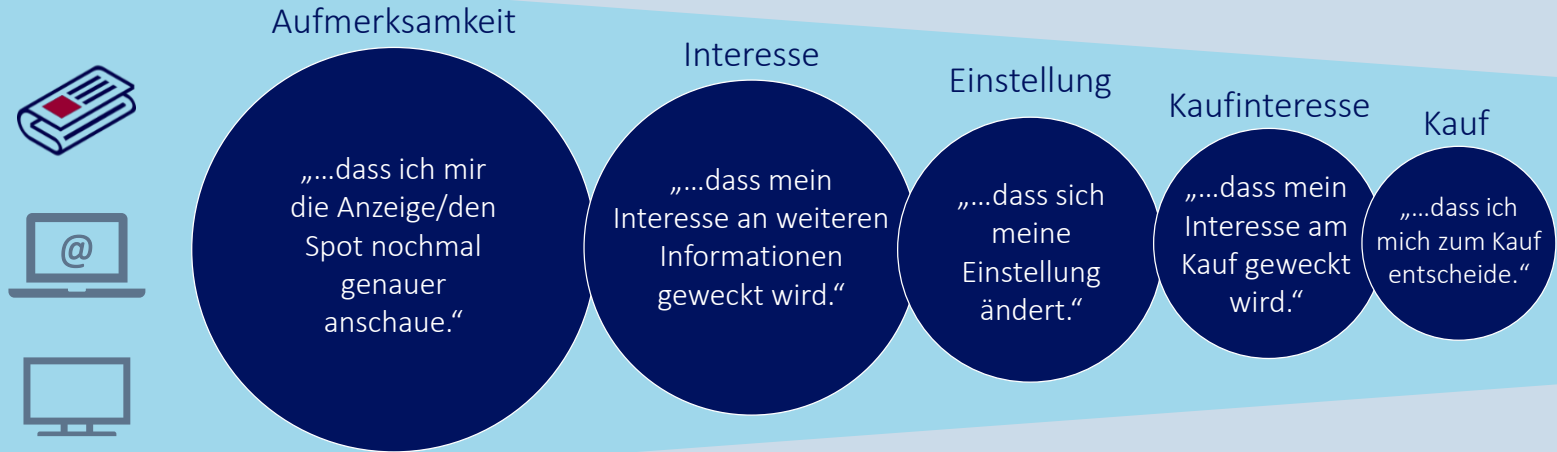 Aufmerksamkeit
„…dass ich mir
die Anzeige/den
Spot nochmal
genauer
anschaue.“
Interesse
„…dass mein
Interesse an weiteren
Informationen
geweckt wird.“
Einstellung
„…dass sich
meine
Einstellung
ändert.“
Kaufinteresse
„…dass mein
Interesse am
Kauf geweckt
wird.“
Kauf
„…dass ich
mich zum Kauf
entscheide.“
@